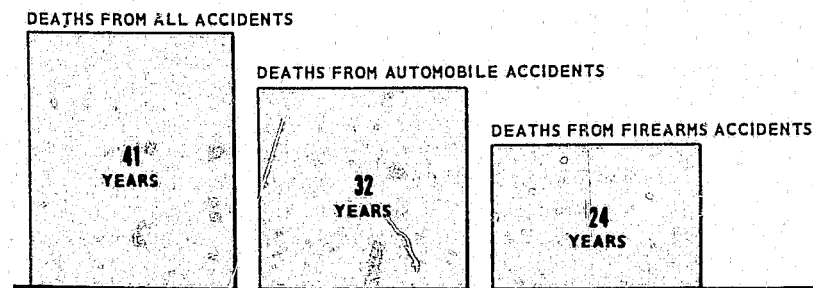 DEATHS FROM ALL ACCIDENTS
41
YEARS
DEATHS FROM AUTOMOBILE ACCIDENTS
32
YEARS
DEATHS FROM FIREARMS ACCIDENTS
24
YEARS